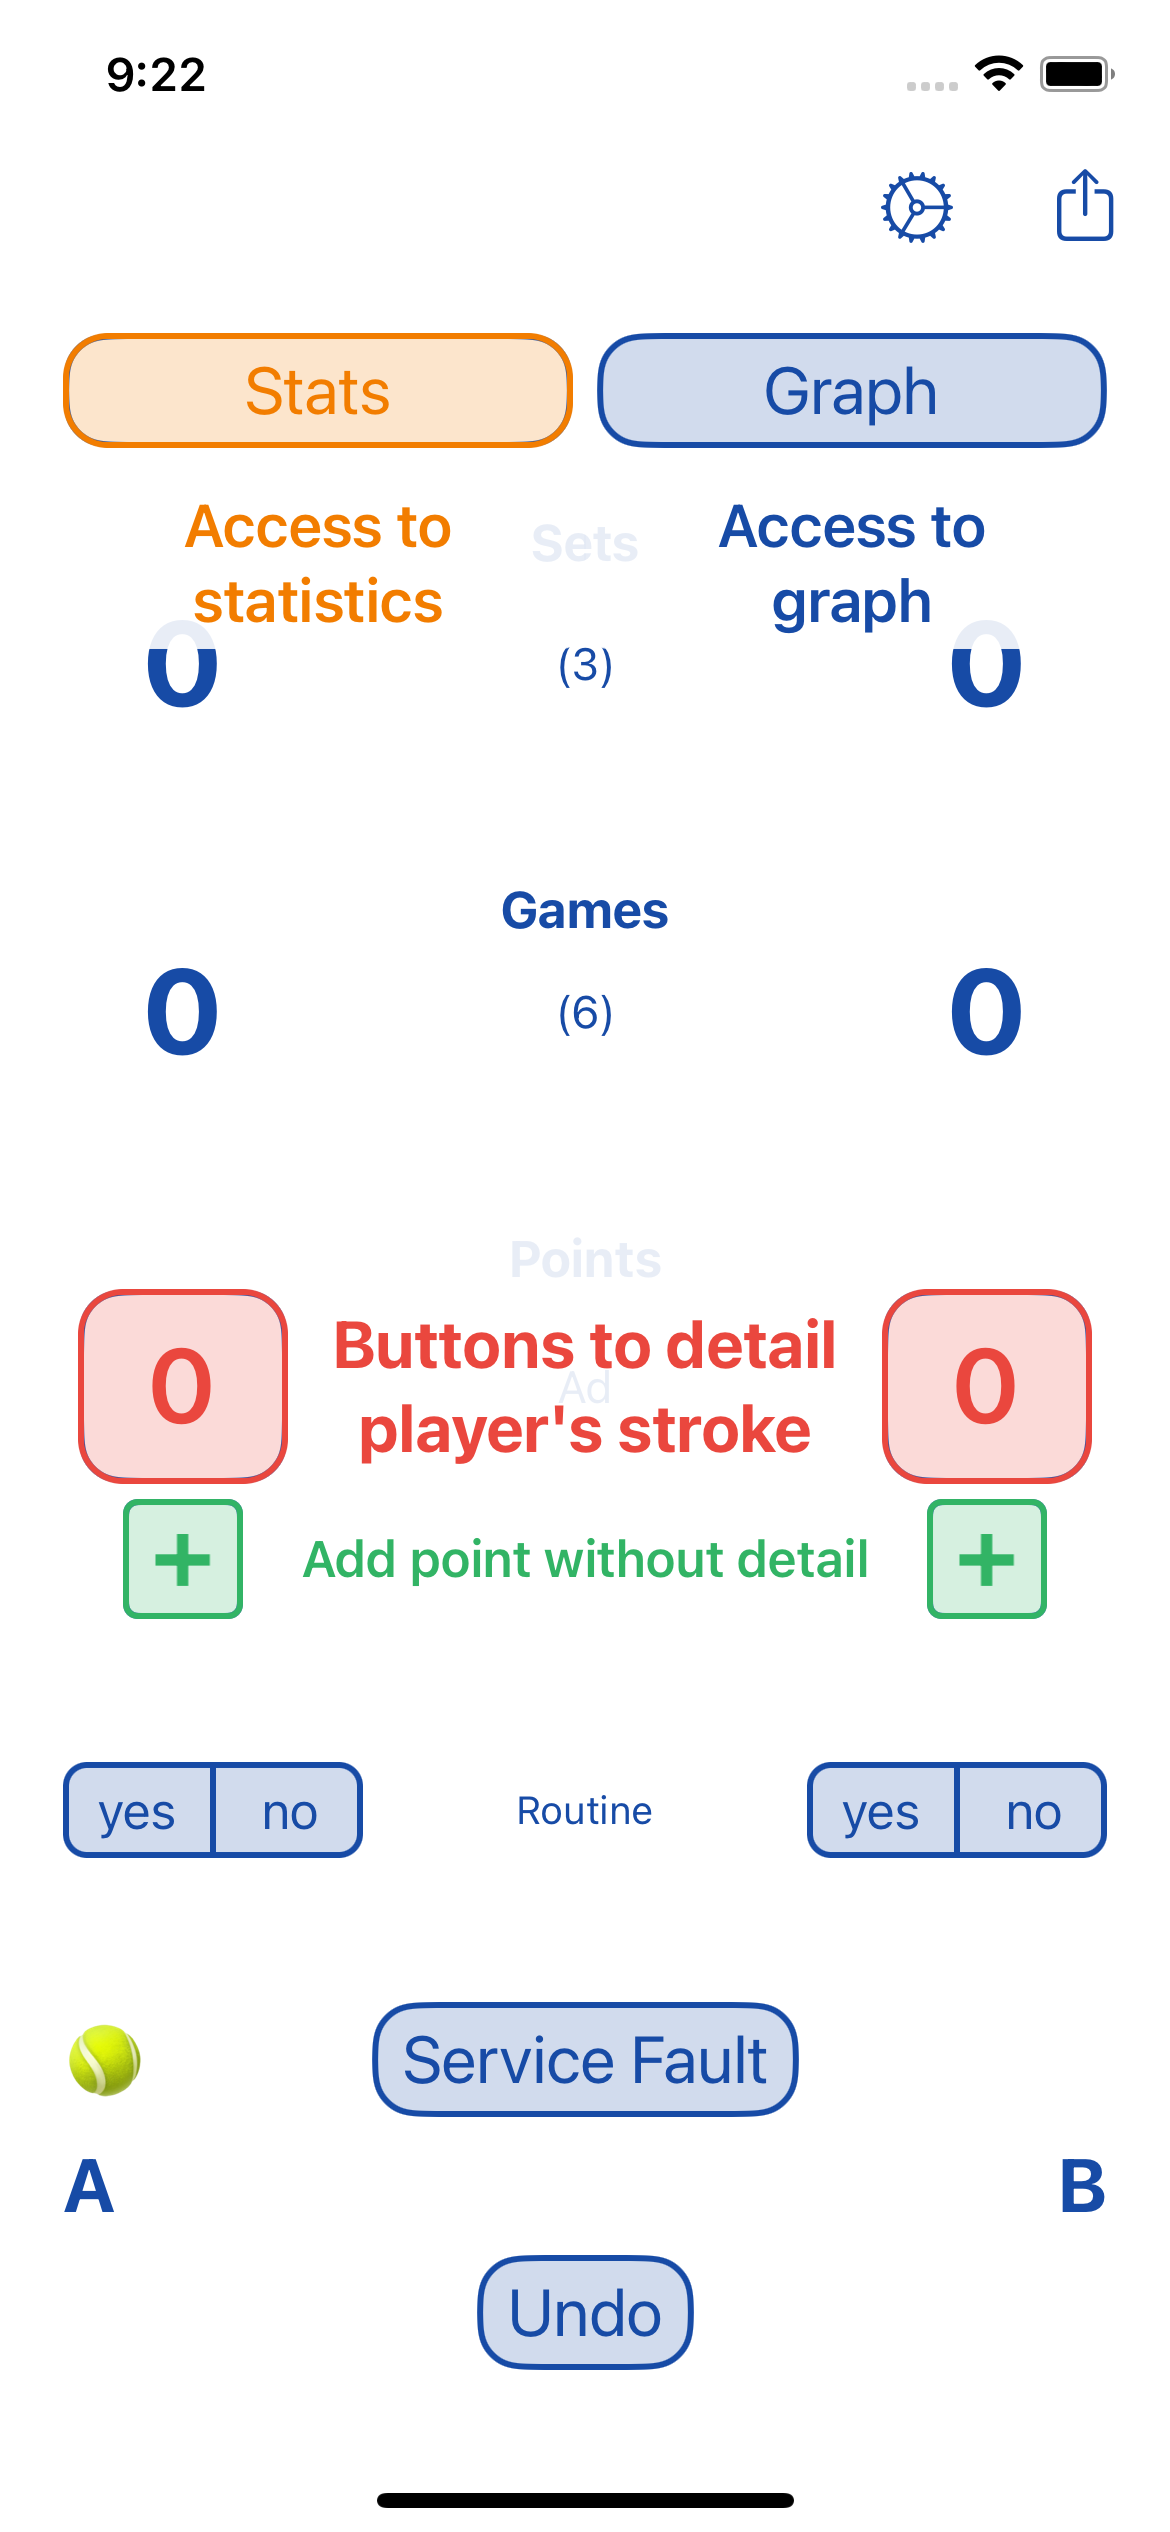 9:22
Stats Graph
Access to statistics
Sets
Access to graph
0 (3) 0
Games
0 (6) 0
Points
0 Buttons to detail 0
Ad
player's stroke
+ Add point without detail +
yes no Routine yes no
Service Fault
A B
Undo